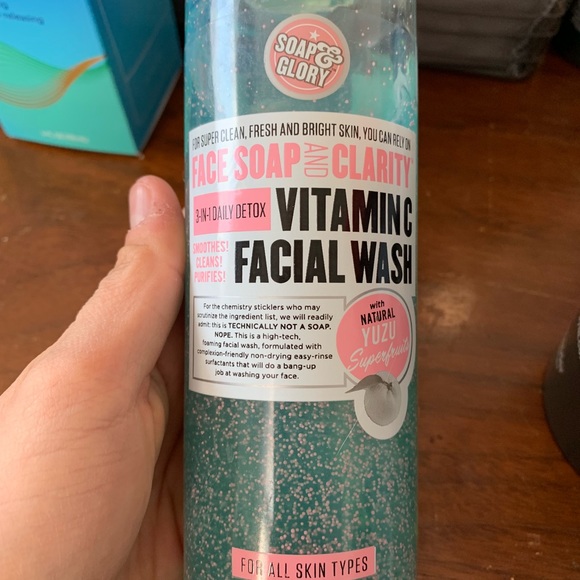 SOAP&
GLORY
FOR SUPER CLEAN, FRESH AND BRIGHT SKIN, YOU CAN RELY ON
FACE SOAP AND CLARITY
3-IN-1 DAILY DETOX
VITAMIN C
FACIAL WASH
SMOOTHES!
CLEANS!
PURIFIES!
For the chemistry sticklers who may
scrutinize the ingredient list, we will readily
admit: this is TECHNICALLY NOT A SOAP.
NOPE. This is a high-tech,
foaming facial wash, formulated with
complexion-friendly non-drying easy-rinse
surfactants that will do a bang-up
job at washing your face.
with
NATURAL
YUZU
Superfruit
FOR ALL SKIN TYPES